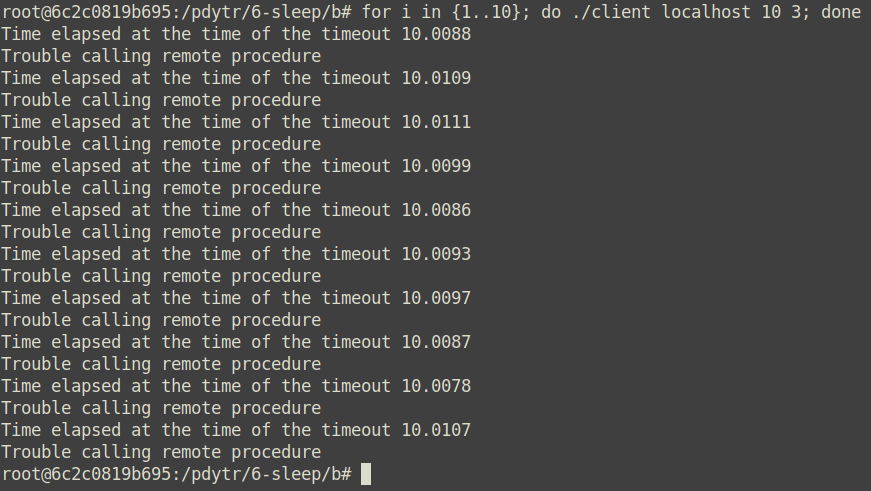 root@6c2c0819b695:/pdytr/6-sleep/b# for i in {1..10}; do ./client localhost 10 3; done
Time elapsed at the time of the timeout 10.0088
Trouble calling remote procedure
Time elapsed at the time of the timeout 10.0109
Trouble calling remote procedure
Time elapsed at the time of the timeout 10.0111
Trouble calling remote procedure
Time elapsed at the time of the timeout 10.0099
Trouble calling remote procedure
Time elapsed at the time of the timeout 10.0086
Trouble calling remote procedure
Time elapsed at the time of the timeout 10.0093
Trouble calling remote procedure
Time elapsed at the time of the timeout 10.0097
Trouble calling remote procedure
Time elapsed at the time of the timeout 10.0087
Trouble calling remote procedure
Time elapsed at the time of the timeout 10.0078
Trouble calling remote procedure
Time elapsed at the time of the timeout 10.0107
Trouble calling remote procedure
root@6c2c0819b695:/pdytr/6-sleep/b#